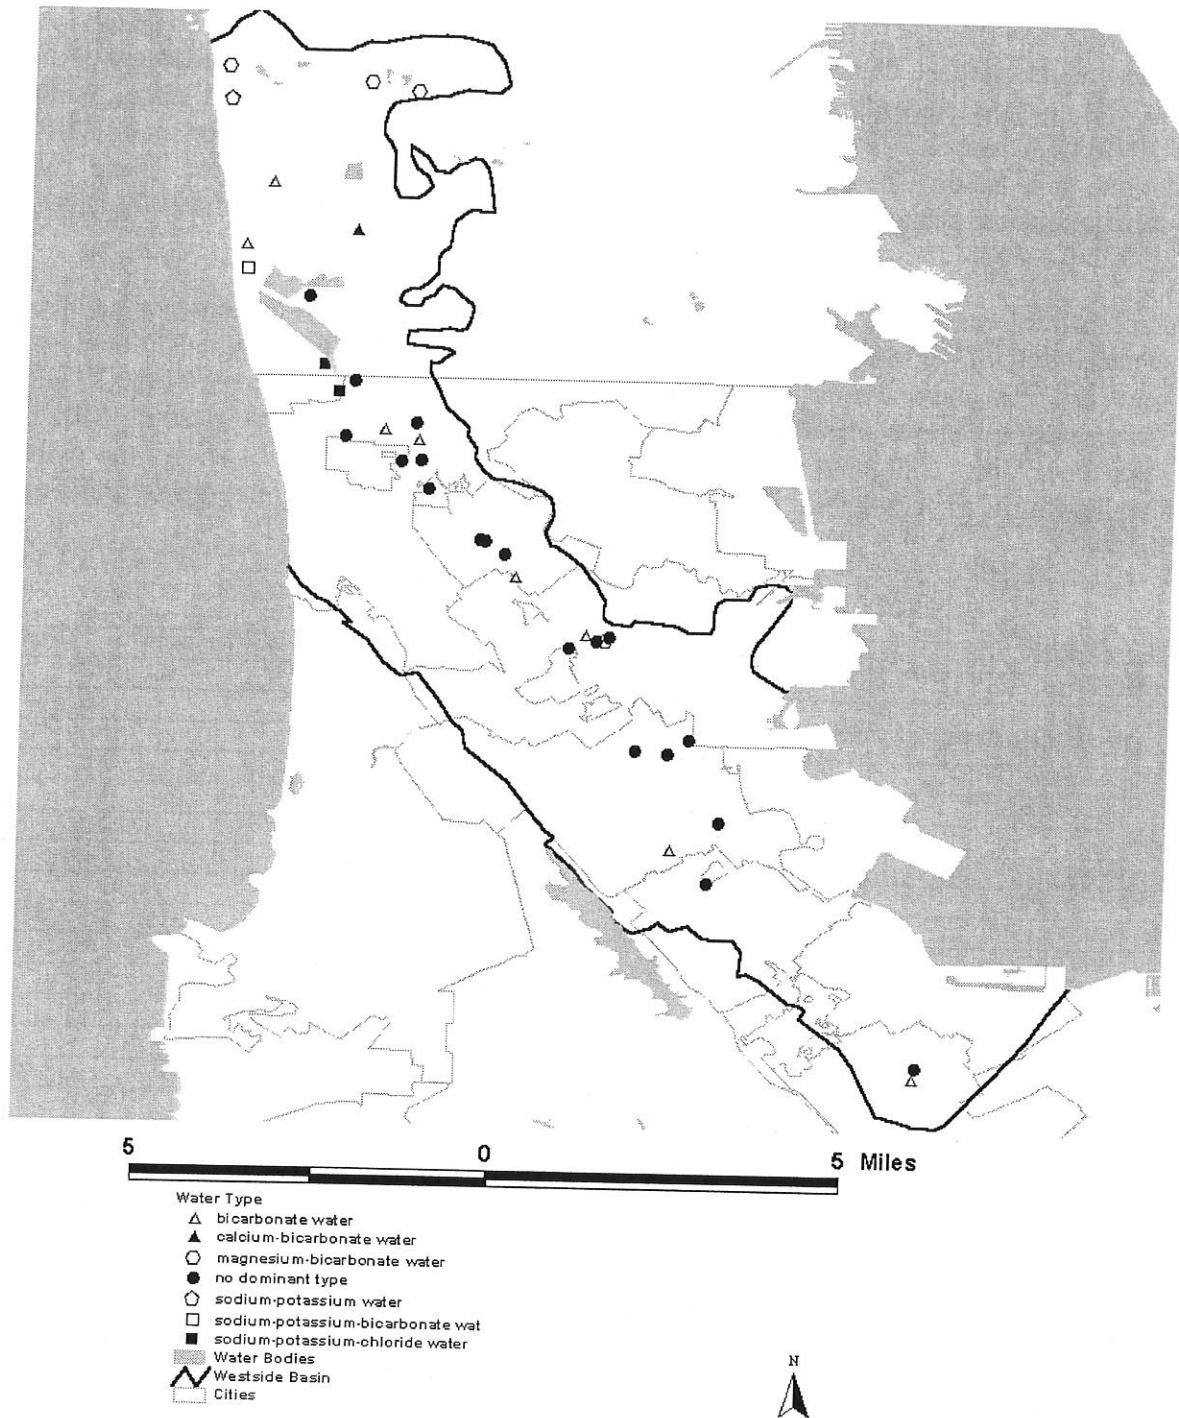 5 0 5 Miles
Water Type
bicarbonate water
calcium-bicarbonate water
magnesium-bicarbonate water
no dominant type
sodium-potassium water
sodium-potassium-bicarbonate wat
sodium-potassium-chloride water
Water Bodies
Westside Basin
Cities
N